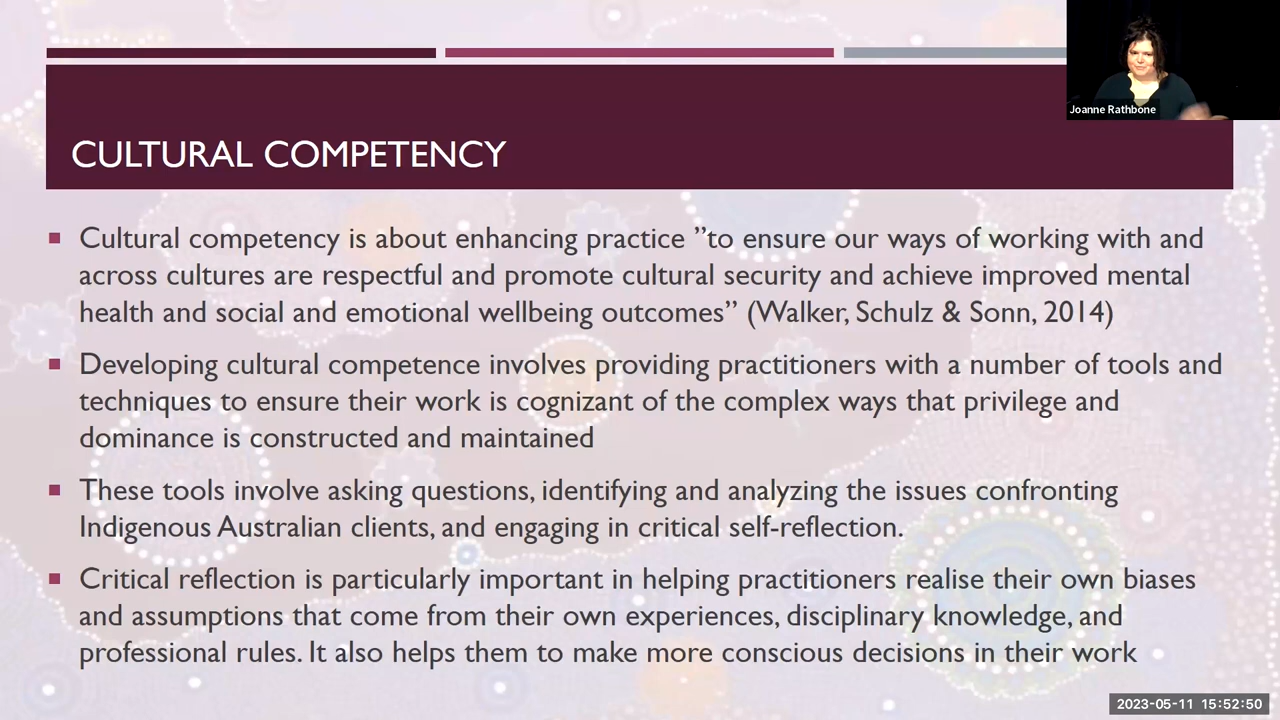 Joanne Rathbone
CULTURAL COMPETENCY
▪ Cultural competency is about enhancing practice ”to ensure our ways of working with and
across cultures are respectful and promote cultural security and achieve improved mental
health and social and emotional wellbeing outcomes” (Walker, Schulz & Sonn, 2014)
▪ Developing cultural competence involves providing practitioners with a number of tools and
techniques to ensure their work is cognizant of the complex ways that privilege and
dominance is constructed and maintained
▪ These tools involve asking questions, identifying and analyzing the issues confronting
Indigenous Australian clients, and engaging in critical self-reflection.
▪ Critical reflection is particularly important in helping practitioners realise their own biases
and assumptions that come from their own experiences, disciplinary knowledge, and
professional rules. It also helps them to make more conscious decisions in their work
2023-05-11 15:52:50